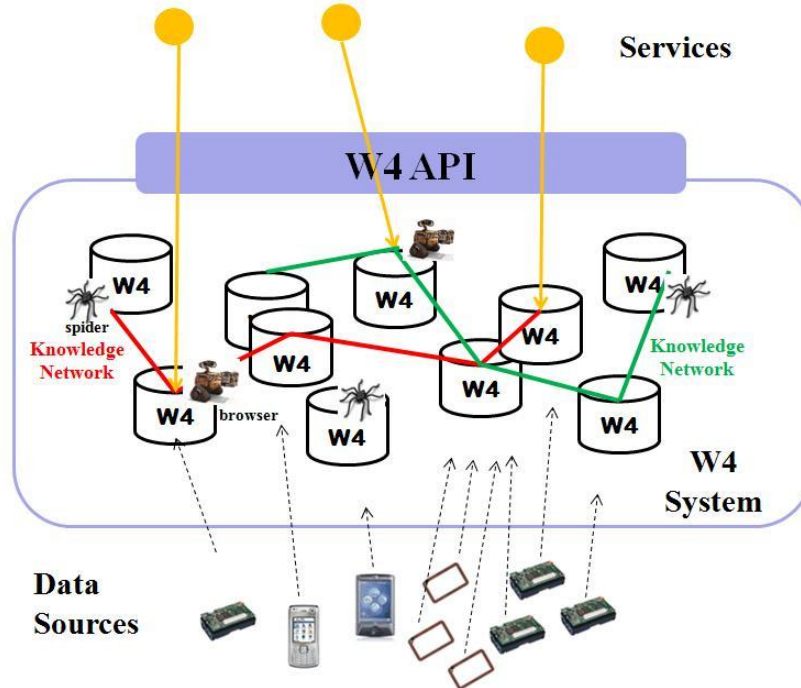 Services
W4 API
W4
W4
W4
W4
spider
Knowledge
Network
W4
W4
Knowledge
Network
W4
W4
browser
W4
W4
W4
System
Data
Sources